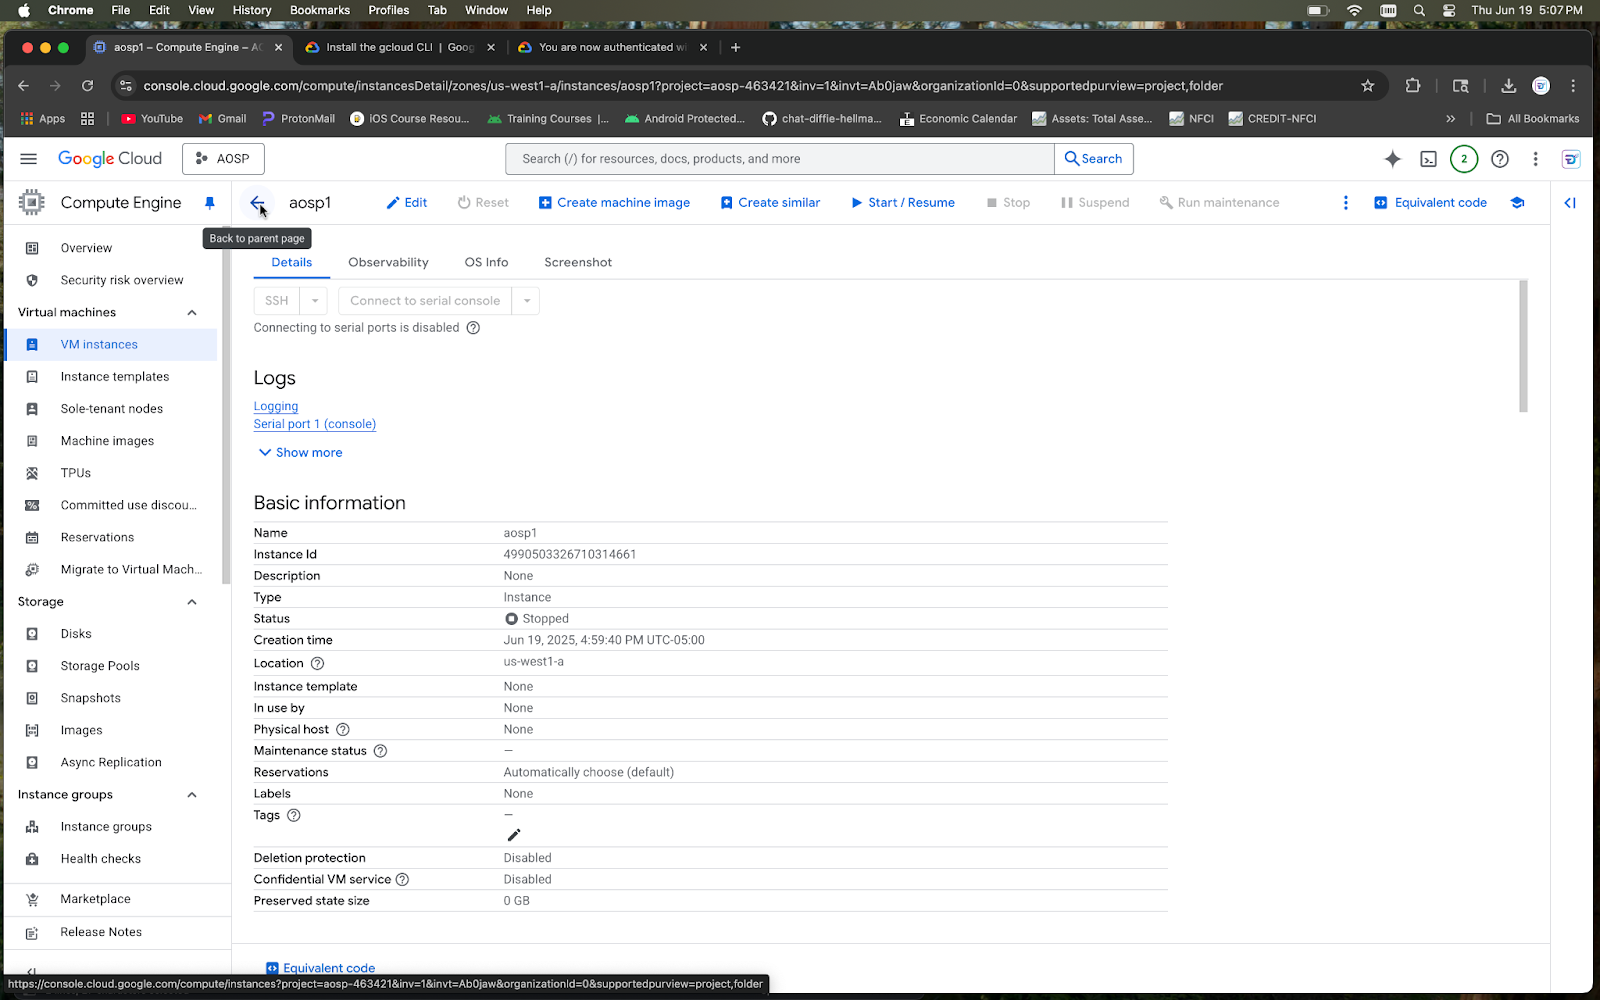 Chrome File Edit View History Bookmarks Profiles Tab Window Help Thu Jun 19 5:07 PM
aosp1 – Compute Engine – AO Install the gcloud CLI | Goog You are now authenticated wi
console.cloud.google.com/compute/instancesDetail/zones/us-west1-a/instances/aosp1?project=aosp-463421&inv=1&invt=Ab0jaw&organizationId=0&supportedpurview=project,folder
Apps YouTube Gmail ProtonMail iOS Course Resou... Training Courses |... Android Protected... chat-diffie-hellma... Economic Calendar Assets: Total Asse... NFCI CREDIT-NFCI » All Bookmarks
Google Cloud AOSP Search (/) for resources, docs, products, and more Search 2
Compute Engine aosp1 Edit Reset Create machine image Create similar Start / Resume Stop Suspend Run maintenance Equivalent code
Back to parent page
Overview
Security risk overview
Virtual machines
VM instances
Instance templates
Sole-tenant nodes
Machine images
TPUs
Committed use discou...
Reservations
Migrate to Virtual Mach...
Storage
Disks
Storage Pools
Snapshots
Images
Async Replication
Instance groups
Instance groups
Health checks
Marketplace
Release Notes
Details Observability OS Info Screenshot
SSH Connect to serial console
Connecting to serial ports is disabled
Logs
Logging
Serial port 1 (console)
Show more
Basic information
Name aosp1
Instance Id 4990503326710314661
Description None
Type Instance
Status Stopped
Creation time Jun 19, 2025, 4:59:40 PM UTC-05:00
Location us-west1-a
Instance template None
In use by None
Physical host None
Maintenance status —
Reservations Automatically choose (default)
Labels None
Tags —
Deletion protection Disabled
Confidential VM service Disabled
Preserved state size 0 GB
Equivalent code
https://console.cloud.google.com/compute/instances?project=aosp-463421&inv=1&invt=Ab0jaw&organizationId=0&supportedpurview=project,folder